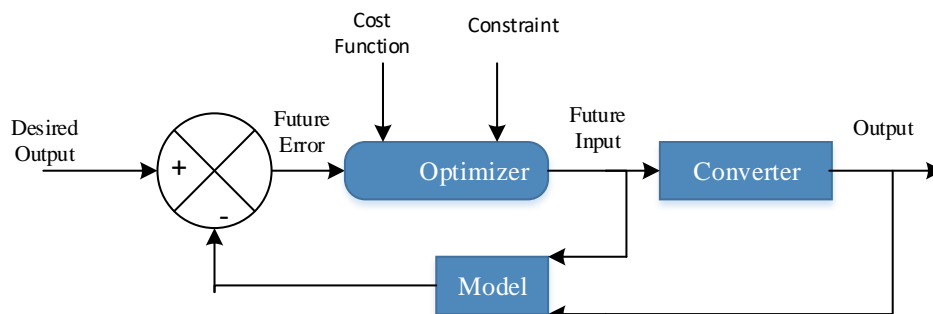 Cost
Function
Constraint
Desired
Output
+
-
Future
Error
Optimizer
Future
Input
Converter
Output
Model